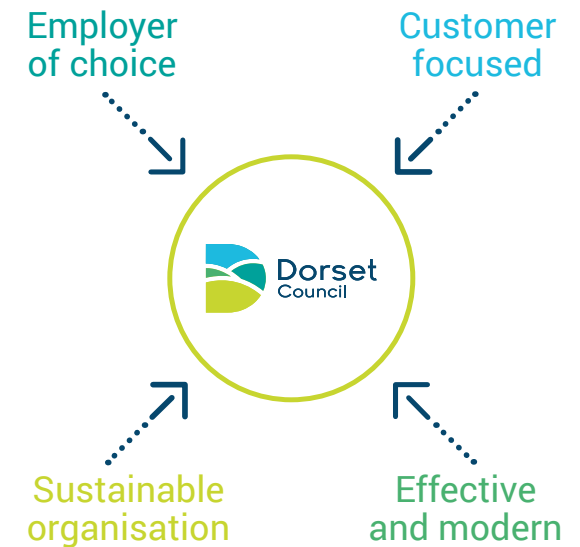 Employer
of choice
Customer
focused
Dorset
Council
Sustainable
organisation
Effective
and modern